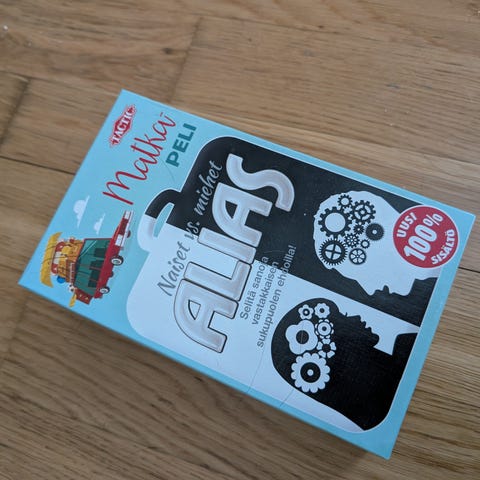 TACTIC
Matka
PELI
Naiset vs. miehet
ALIAS
Selitä sanoja
vastakkaisen
sukupuolen ehdoilla!
UUSI
100%
SISÄLTÖ